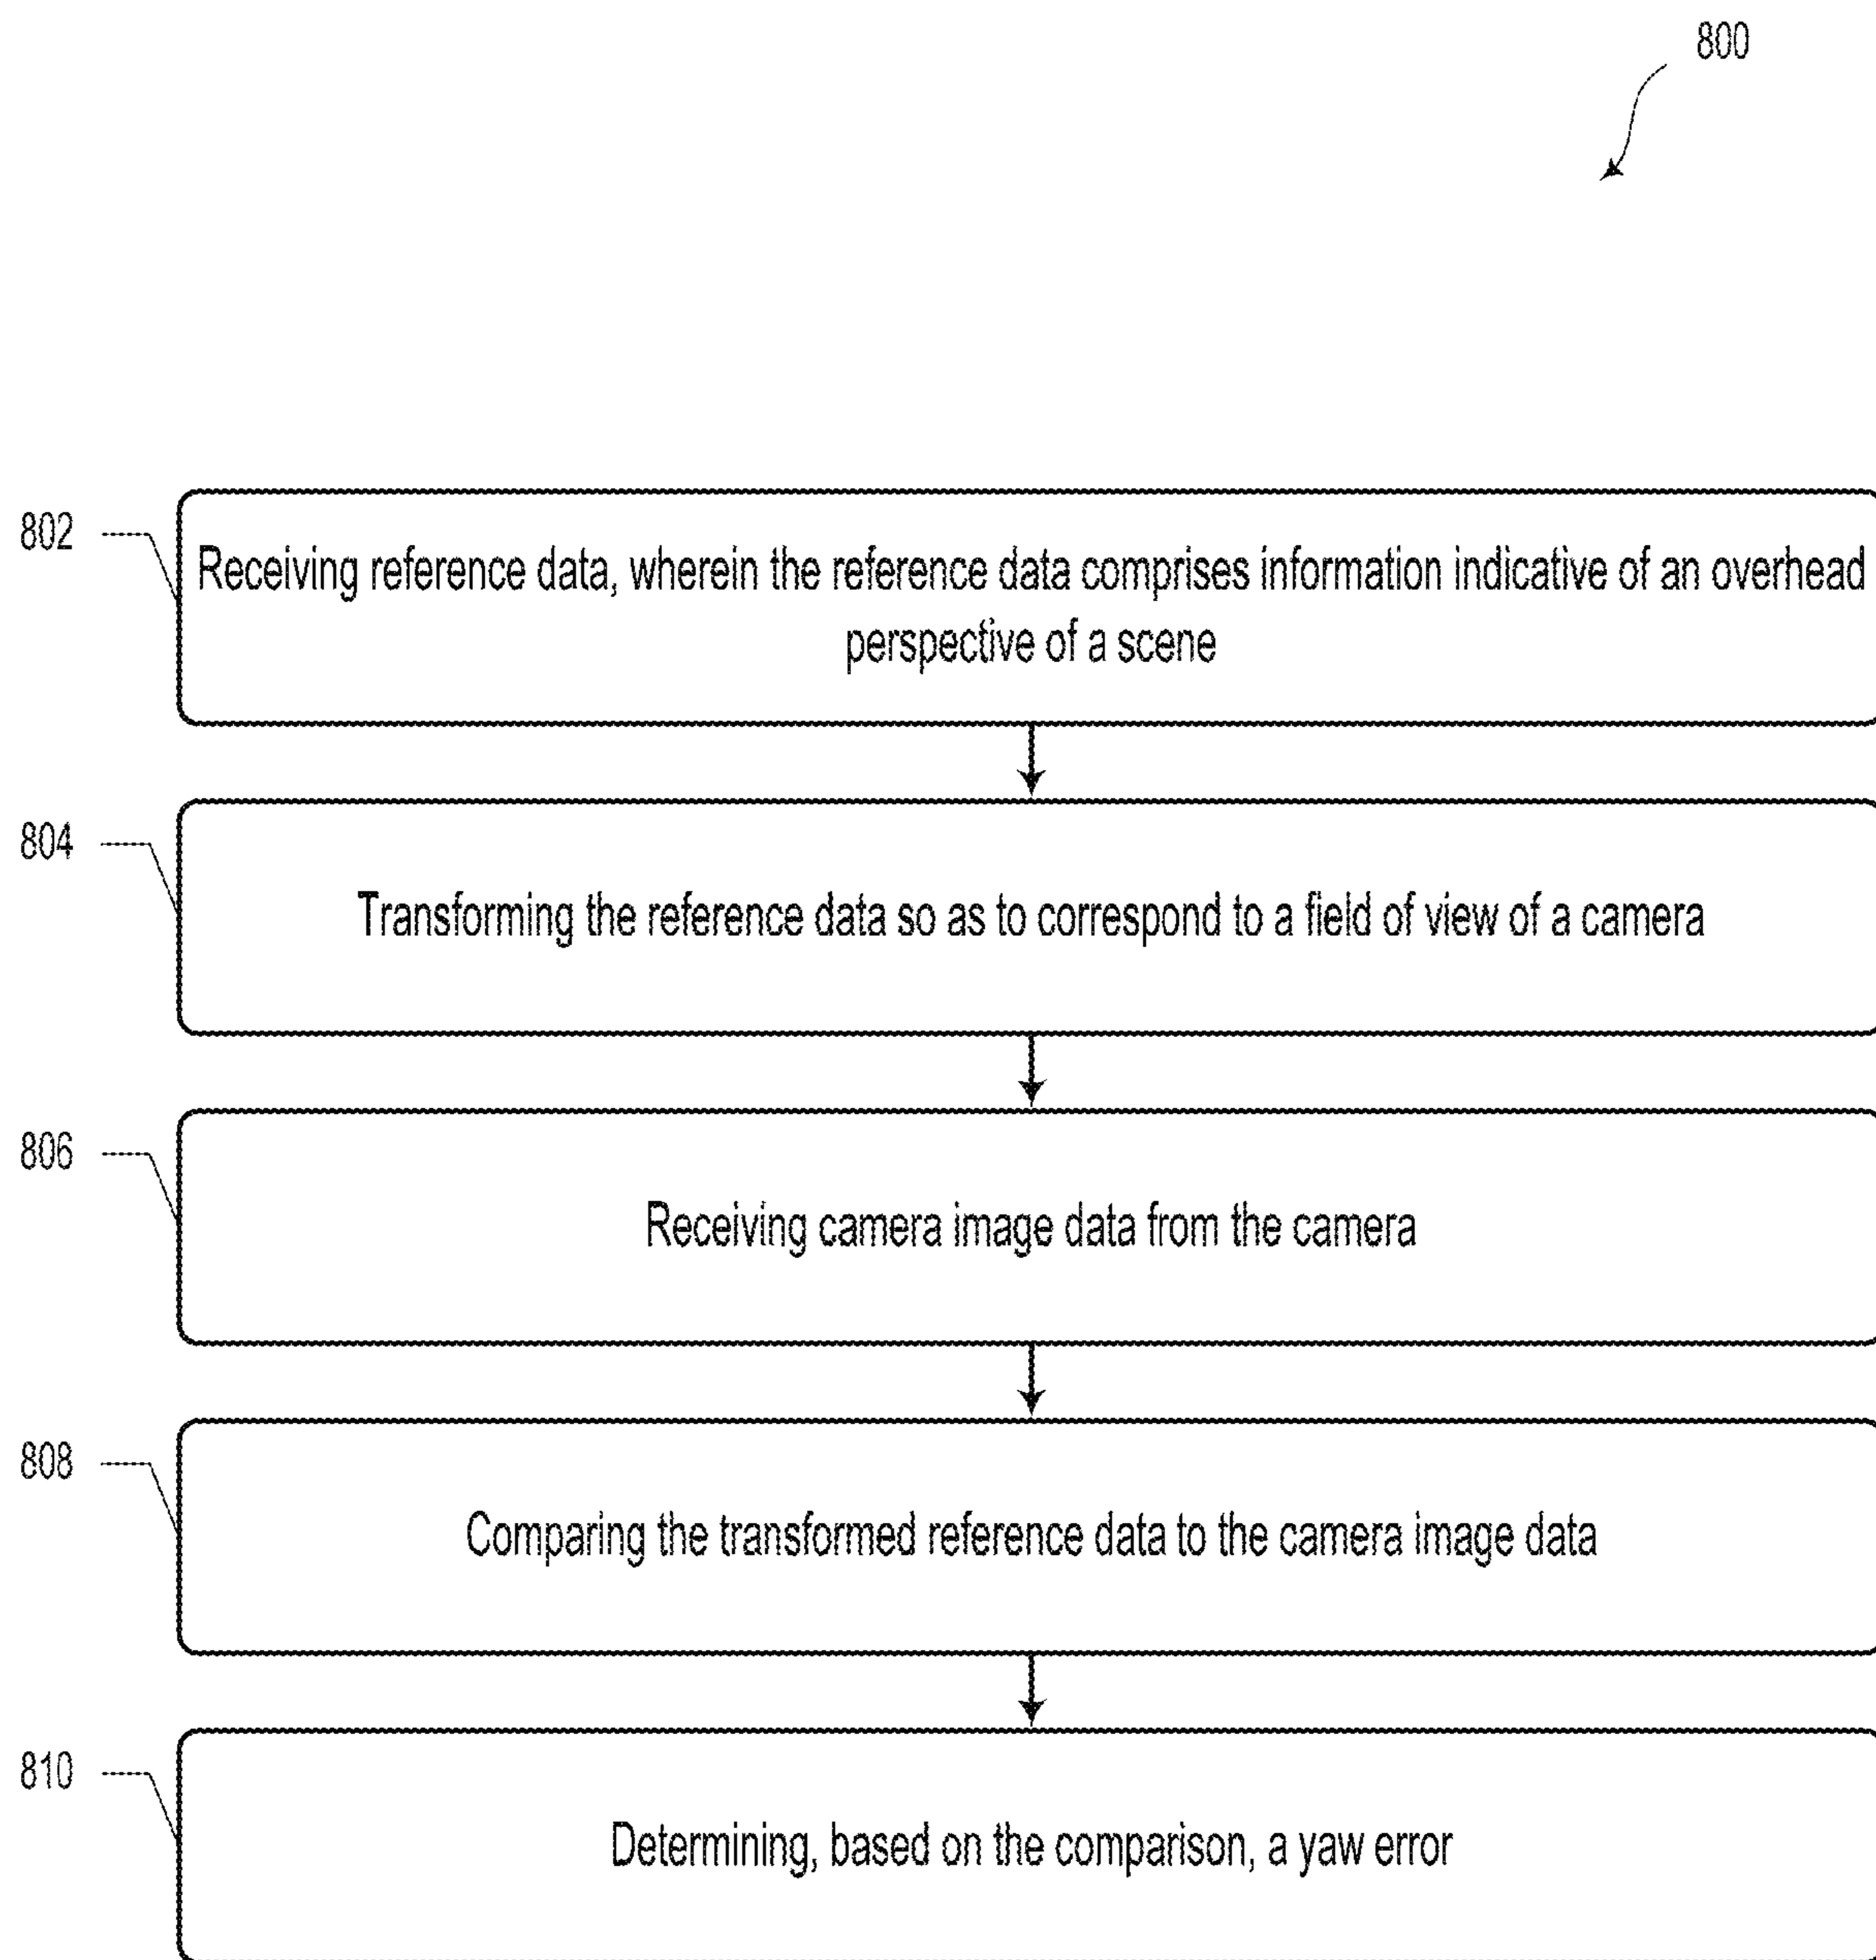 800
802
Receiving reference data, wherein the reference data comprises information indicative of an overhead
perspective of a scene
804
Transforming the reference data so as to correspond to a field of view of a camera
806
Receiving camera image data from the camera
808
Comparing the transformed reference data to the camera image data
810
Determining, based on the comparison, a yaw error